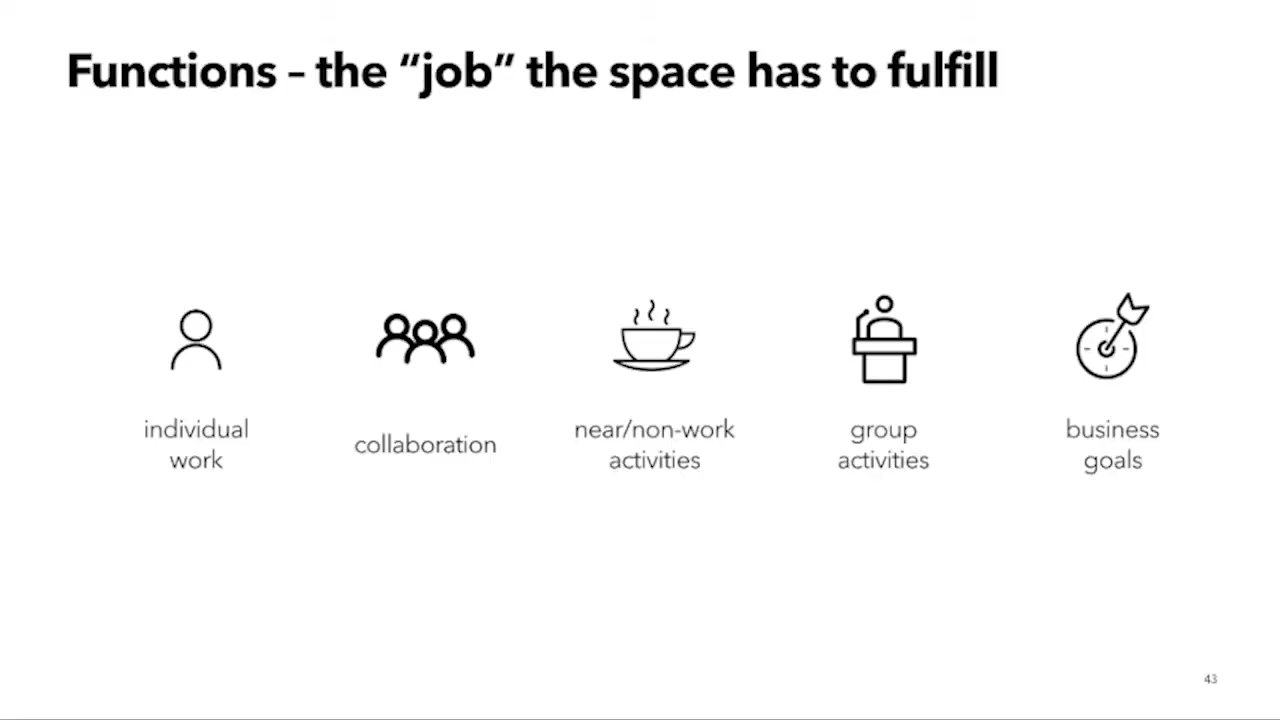 Functions – the “job” the space has to fulfill
individual
work
collaboration
near/non-work
activities
group
activities
business
goals
43